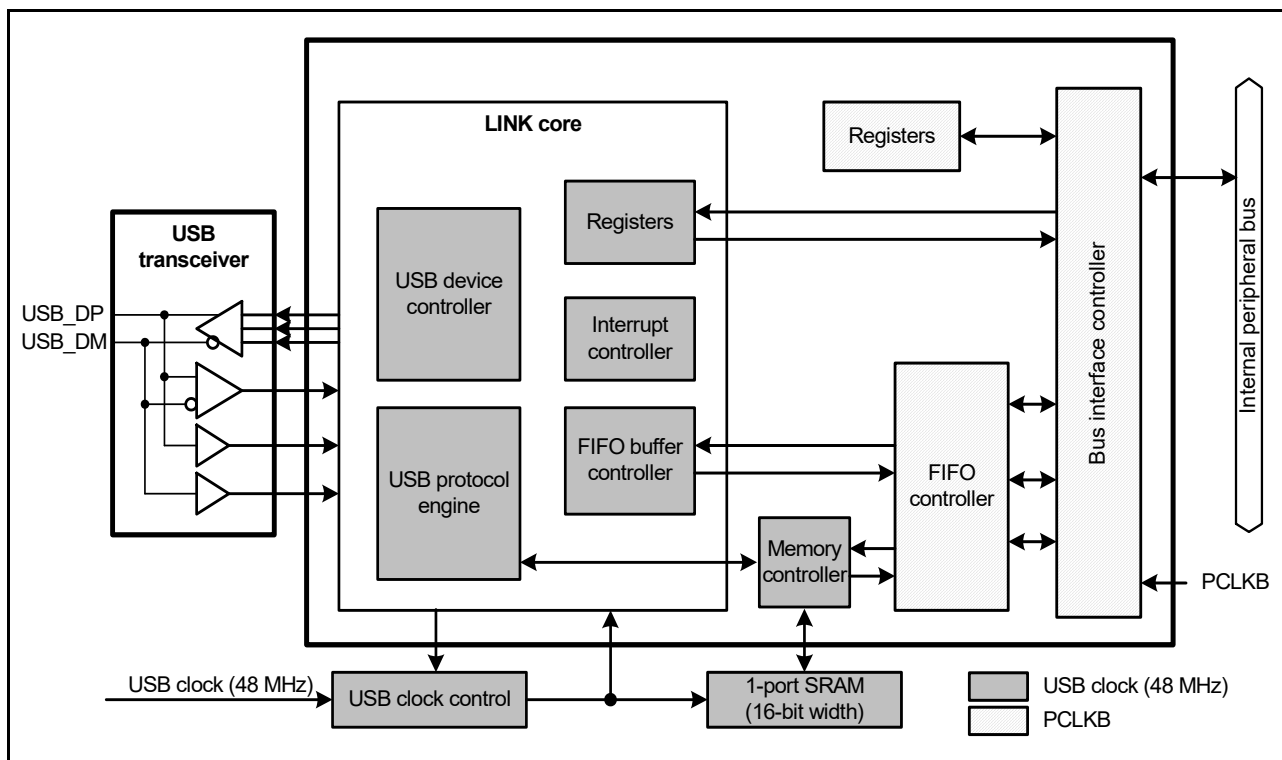 LINK core
Registers
USB
transceiver
Registers
USB device
controller
USB_DP
USB_DM
Interrupt
controller
Bus interface controller
Internal peripheral bus
USB protocol
engine
FIFO buffer
controller
FIFO
controller
Memory
controller
PCLKB
USB clock (48 MHz)
USB clock control
1-port SRAM
(16-bit width)
USB clock (48 MHz)
PCLKB